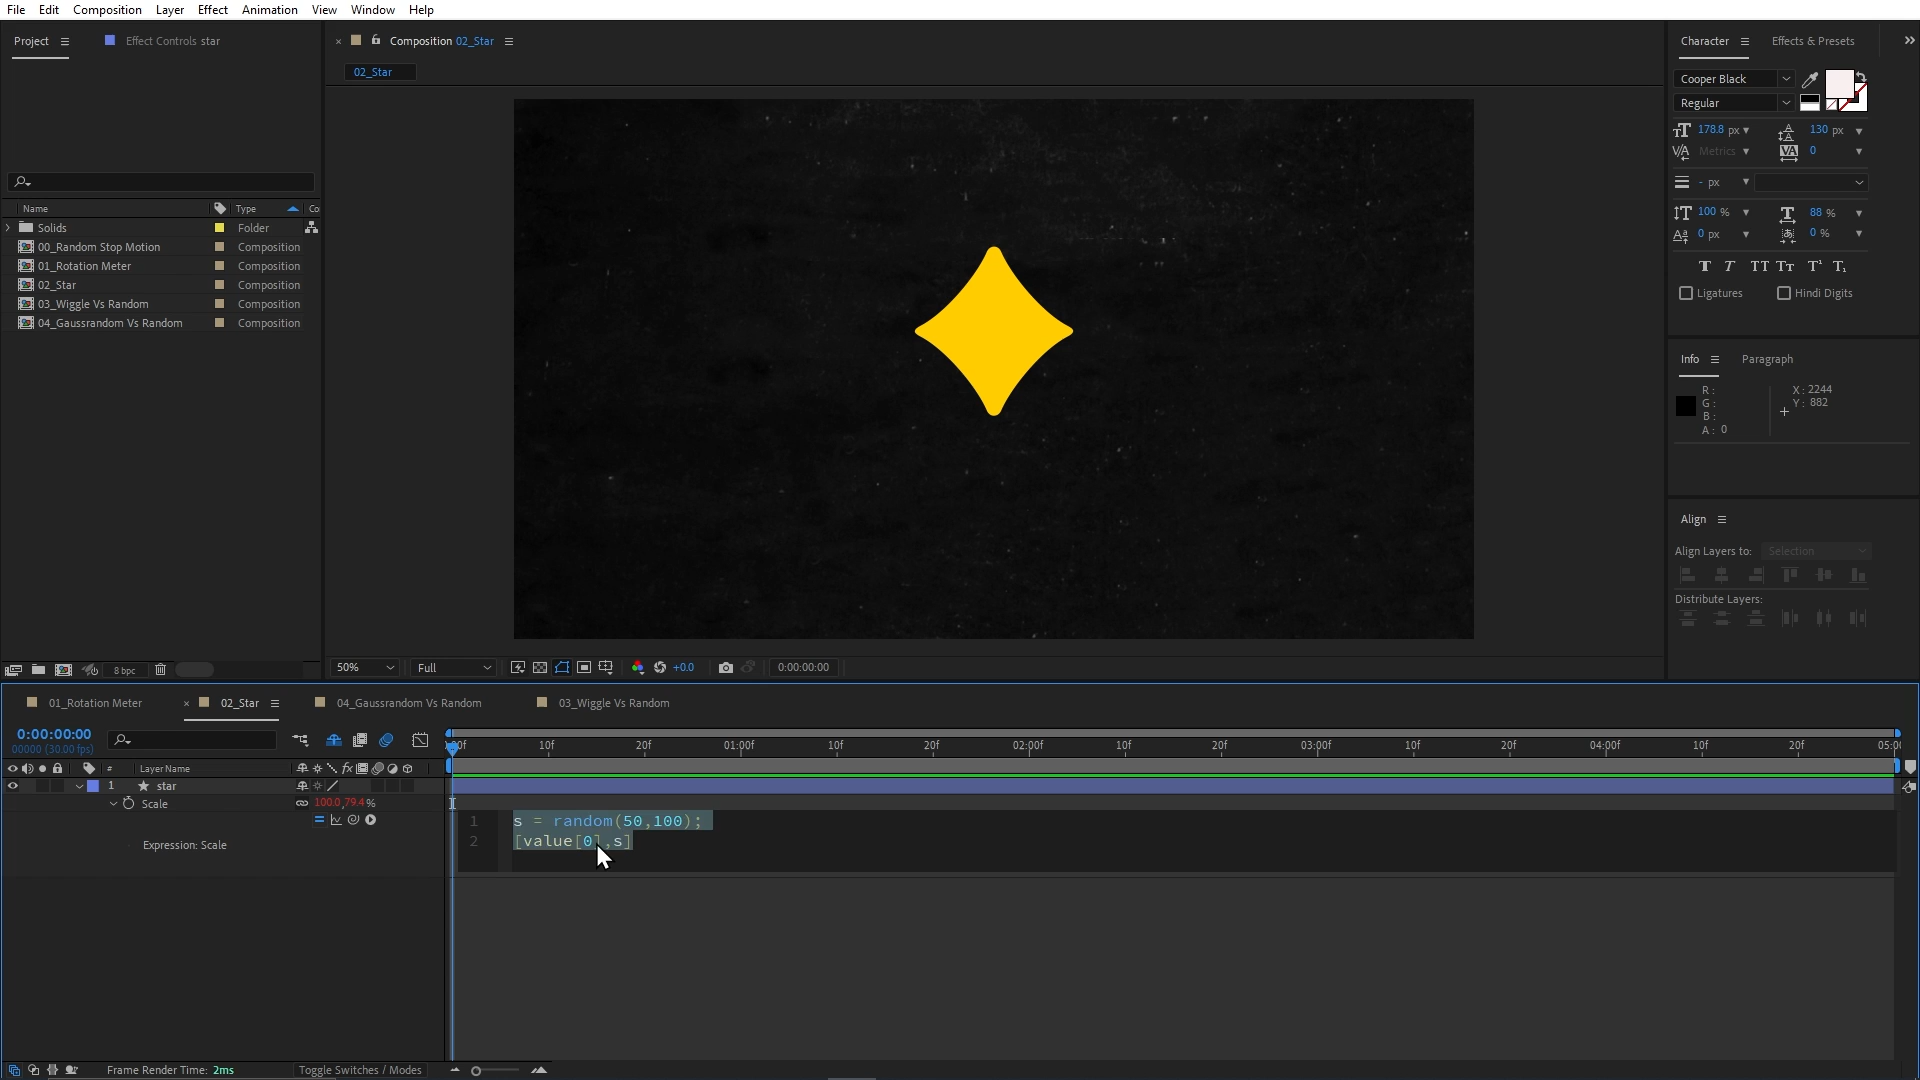 File Edit Composition Layer Effect Animation View Window Help
Project
Effect Controls star
Composition 02_Star
02_Star
Name Type Co
Solids Folder
00_Random Stop Motion Composition
01_Rotation Meter Composition
02_Star Composition
03_Wiggle Vs Random Composition
04_Gaussrandom Vs Random Composition
8 bpc
50% Full +0.0 0:00:00:00
Character Effects & Presets
Cooper Black
Regular
178.8 px 130 px
Metrics 0
- px
100 % 88 %
0 px 0 %
T T TT Tт T¹ T₁
Ligatures Hindi Digits
Info Paragraph
R : X : 2244
G : Y : 882
B :
A : 0
Align
Align Layers to: Selection
Distribute Layers:
01_Rotation Meter 02_Star 04_Gaussrandom Vs Random 03_Wiggle Vs Random
0:00:00:00
00000 (30.00 fps)
:00f 10f 20f 01:00f 10f 20f 02:00f 10f 20f 03:00f 10f 20f 04:00f 10f 20f 05:0
# Layer Name
1 star
Scale 100.0,79.4%
1 s = random(50,100);
2 [value[0],s]
Expression: Scale
Frame Render Time: 2ms Toggle Switches / Modes